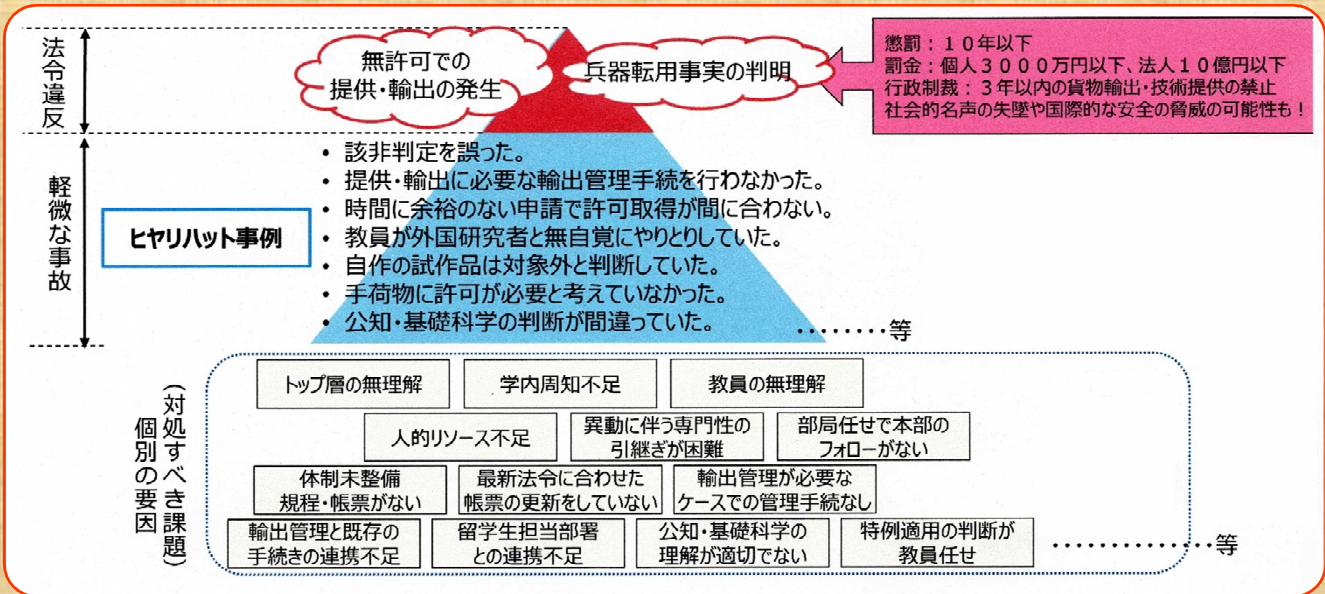 法令違反
無許可での
提供・輸出の発生
兵器転用事実の判明
懲罰：１０年以下
罰金：個人３０００万円以下、法人１０億円以下
行政制裁：３年以内の貨物輸出・技術提供の禁止
社会的名声の失墜や国際的な安全の脅威の可能性も！
軽微な事故
ヒヤリハット事例
• 該非判定を誤った。
• 提供・輸出に必要な輸出管理手続を行わなかった。
• 時間に余裕のない申請で許可取得が間に合わない。
• 教員が外国研究者と無自覚にやりとりしていた。
• 自作の試作品は対象外と判断していた。
• 手荷物に許可が必要と考えていなかった。
• 公知・基礎科学の判断が間違っていた。
・・・・・・・・等
(対処すべき課題)
個別の要因
トップ層の無理解
学内周知不足
教員の無理解
人的リソース不足
異動に伴う専門性の
引継ぎが困難
部局任せで本部の
フォローがない
体制未整備
規程・帳票がない
最新法令に合わせた
帳票の更新をしていない
輸出管理が必要な
ケースでの管理手続なし
輸出管理と既存の
手続きの連携不足
留学生担当部署
との連携不足
公知・基礎科学の
理解が適切でない
特例適用の判断が
教員任せ
・・・・・・・・・・・・・・等